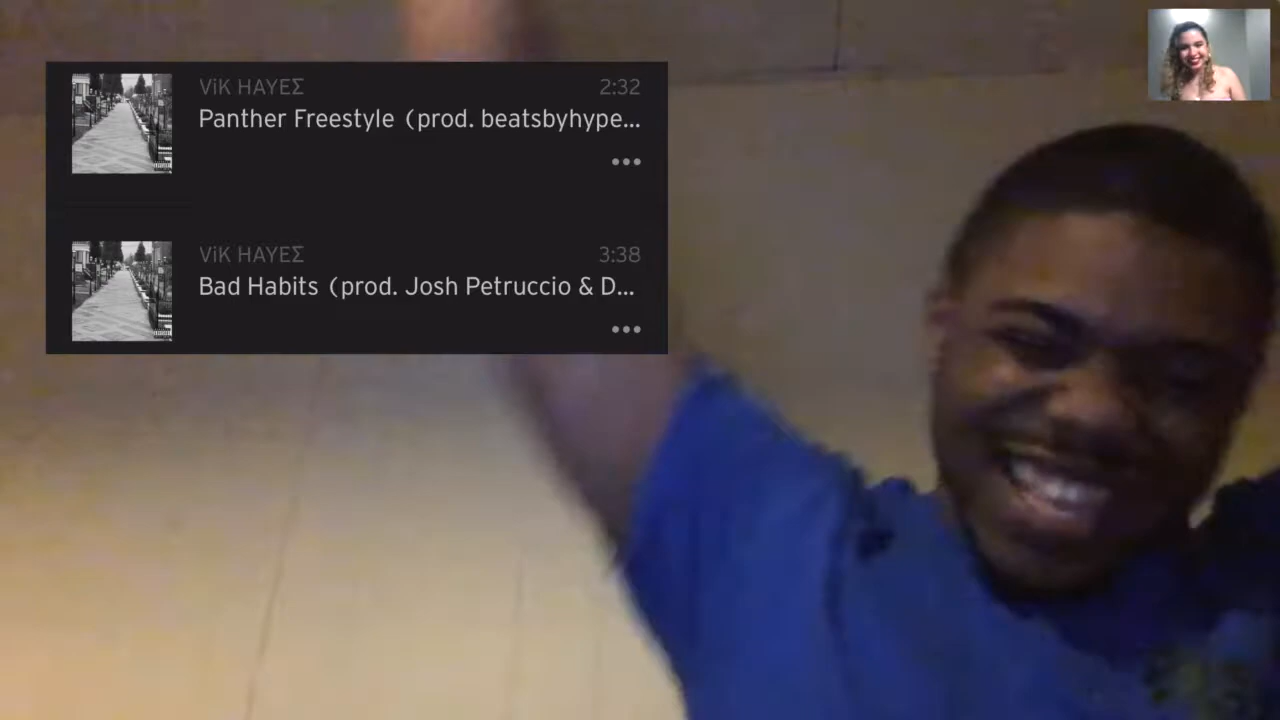 ViK HAYEΣ 2:32
Panther Freestyle (prod. beatsbyhype...
ViK HAYEΣ 3:38
Bad Habits (prod. Josh Petruccio & D...